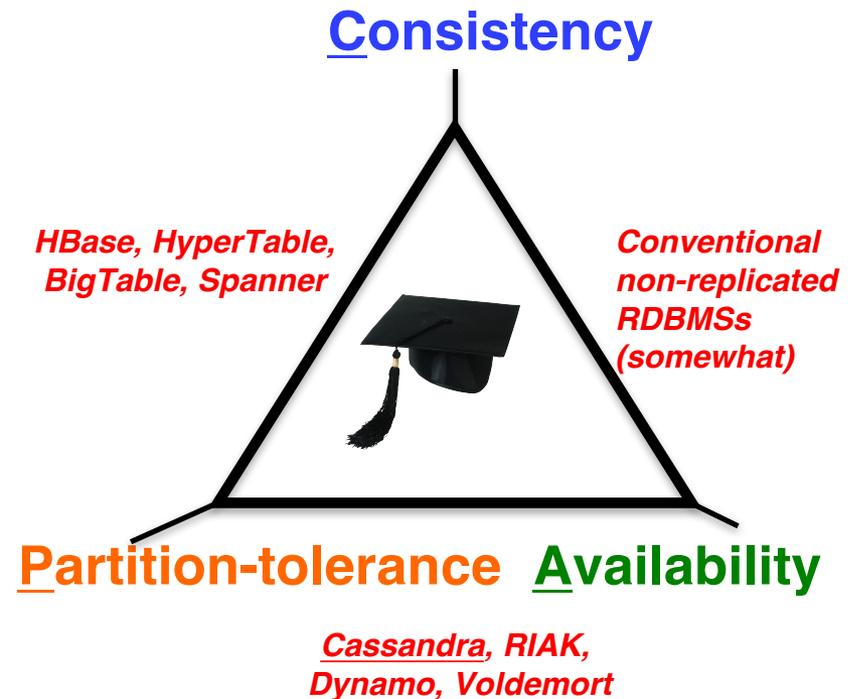 Consistency
HBase, HyperTable,
BigTable, Spanner
Conventional
non-replicated
RDBMSs
(somewhat)
Partition-tolerance
Availability
Cassandra, RIAK,
Dynamo, Voldemort